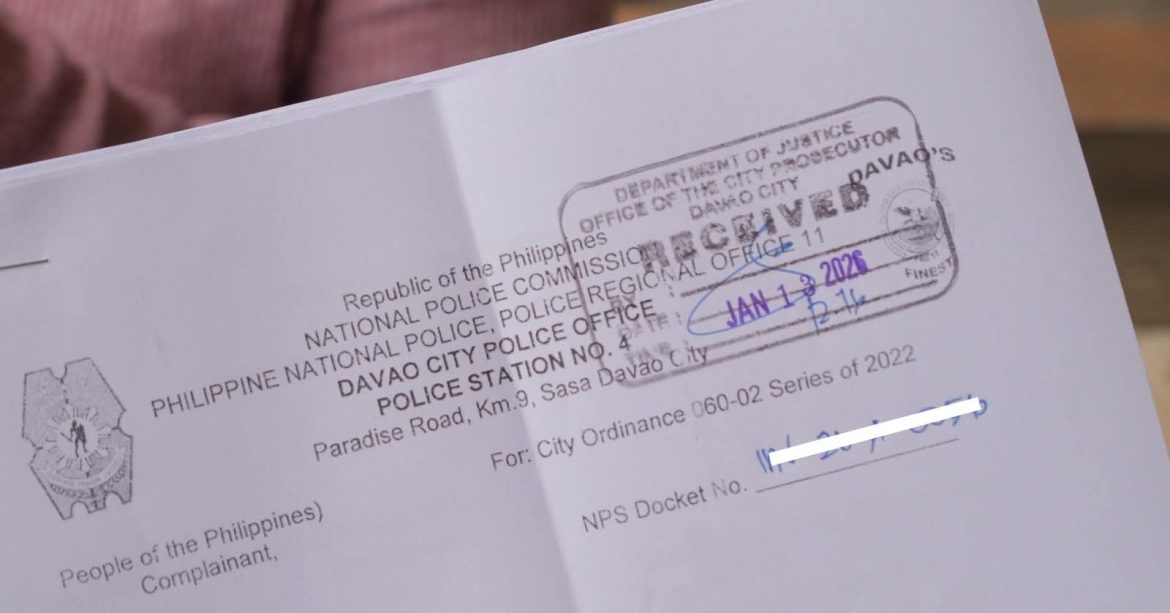 DEPARTMENT OF JUSTICE
OFFICE OF THE CITY PROSECUTOR
DAVAO CITY
RECEIVED
DAVAO'S
FINEST
BY
DATE:
JAN 13 2026
Republic of the Philippines
NATIONAL POLICE COMMISSION
PHILIPPINE NATIONAL POLICE, POLICE REGIONAL OFFICE 11
DAVAO CITY POLICE OFFICE
POLICE STATION NO. 4
Paradise Road, Km.9, Sasa Davao City
For: City Ordinance 060-02 Series of 2022
NPS Docket No.
People of the Philippines)
Complainant,